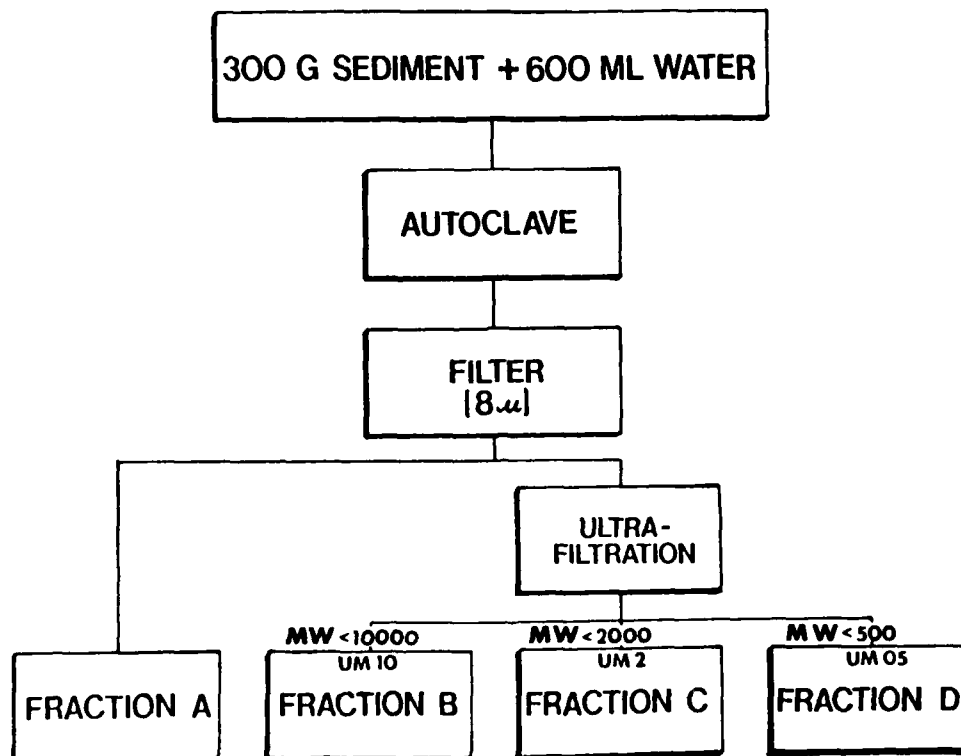 300 G SEDIMENT + 600 ML WATER
AUTOCLAVE
FILTER
[8 µ]
ULTRA-
FILTRATION
MW <10000
MW <2000
MW <500
UM 10
UM 2
UM 05
FRACTION A
FRACTION B
FRACTION C
FRACTION D